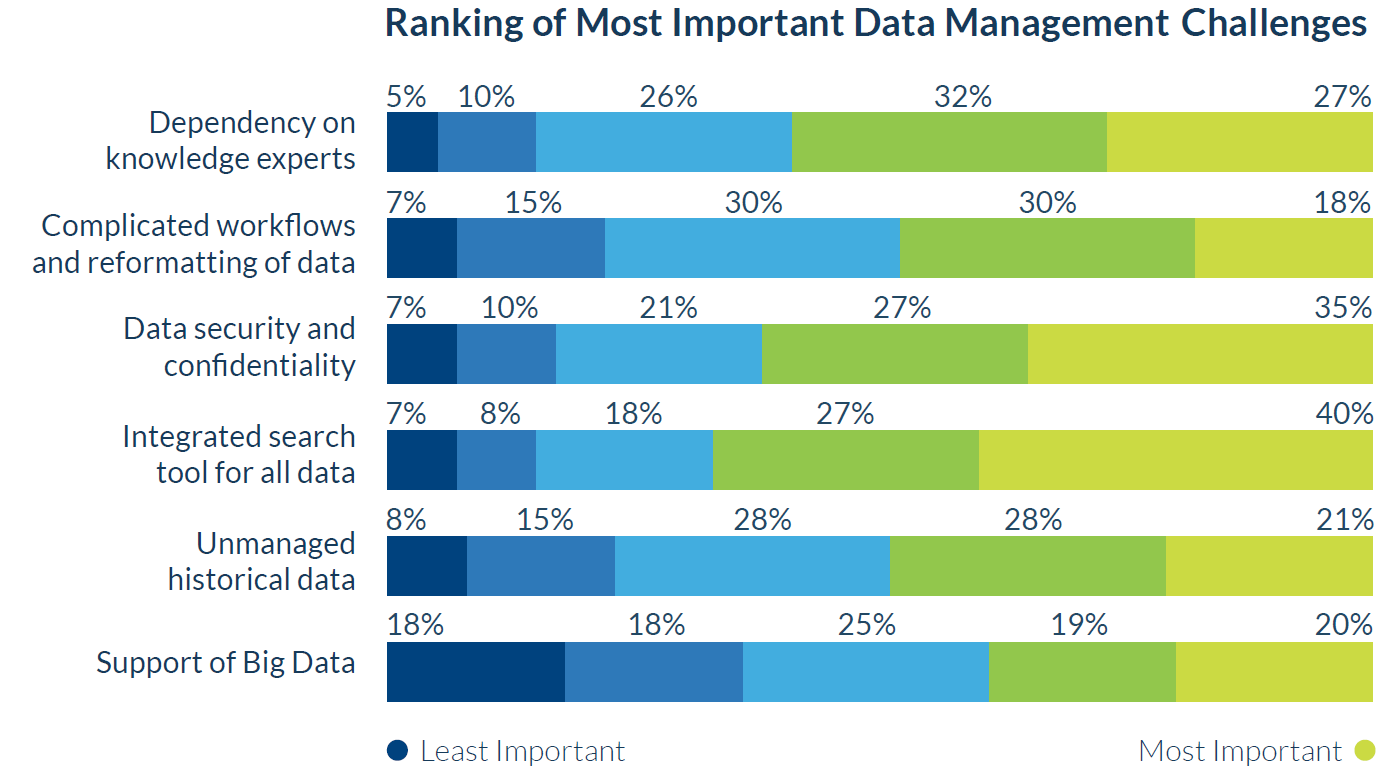 Ranking of Most Important Data Management Challenges
5% 10% 26% 32% 27%
Dependency on
knowledge experts
7% 15% 30% 30% 18%
Complicated workflows
and reformatting of data
7% 10% 21% 27% 35%
Data security and
confidentiality
7% 8% 18% 27% 40%
Integrated search
tool for all data
8% 15% 28% 28% 21%
Unmanaged
historical data
18% 18% 25% 19% 20%
Support of Big Data
Least Important Most Important